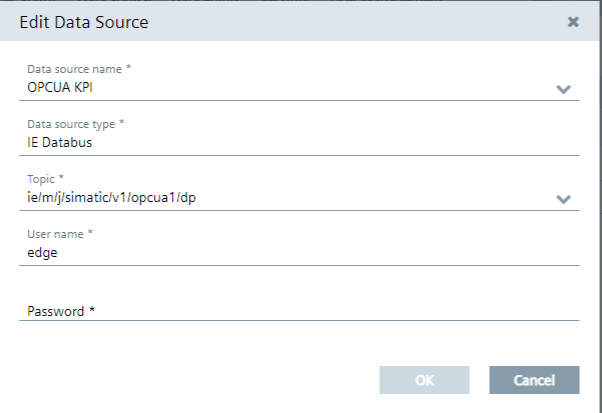 Edit Data Source
Data source name *
OPCUA KPI
Data source type *
IE Databus
Topic *
ie/m/j/simatic/v1/opcua1/dp
User name *
edge
Password *
OK
Cancel